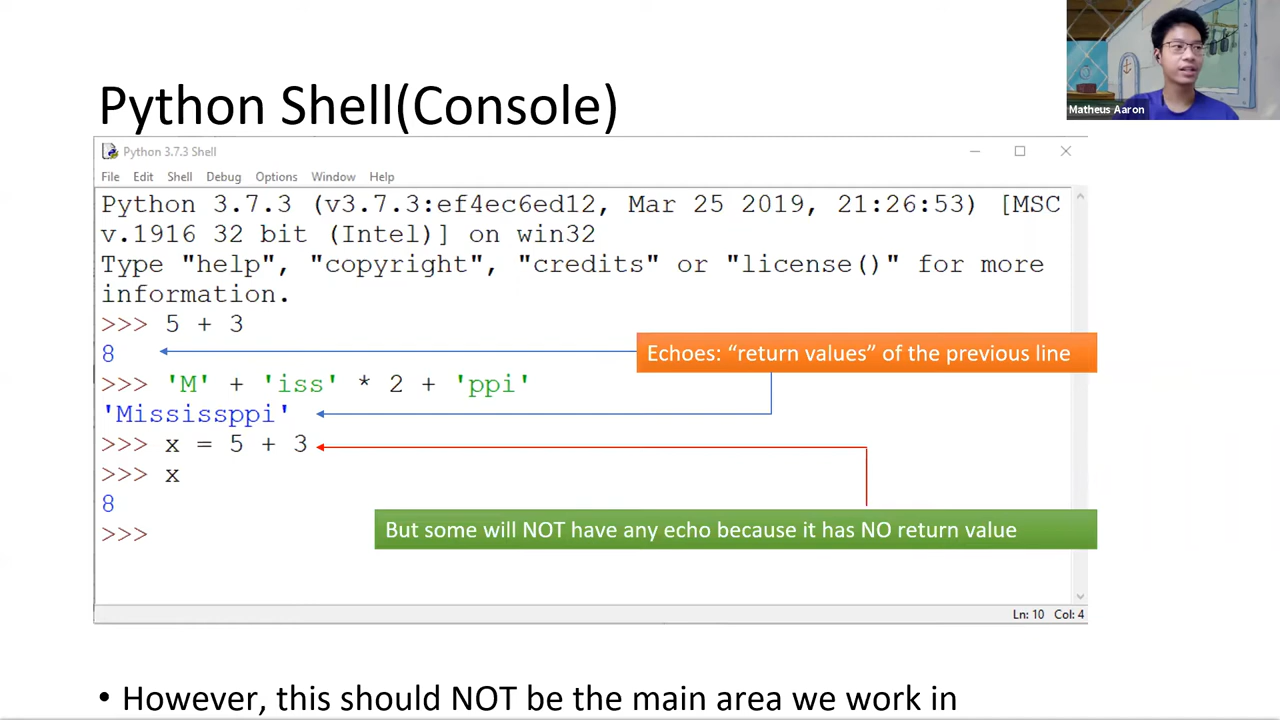 Matheus Aaron
Python Shell(Console)
Python 3.7.3 Shell
File Edit Shell Debug Options Window Help
Python 3.7.3 (v3.7.3:ef4ec6ed12, Mar 25 2019, 21:26:53) [MSC
v.1916 32 bit (Intel)] on win32
Type "help", "copyright", "credits" or "license()" for more
information.
>>> 5 + 3
8
Echoes: “return values” of the previous line
>>> 'M' + 'iss' * 2 + 'ppi'
'Mississppi'
>>> x = 5 + 3
>>> x
8
But some will NOT have any echo because it has NO return value
>>>
Ln: 10 Col: 4
• However, this should NOT be the main area we work in